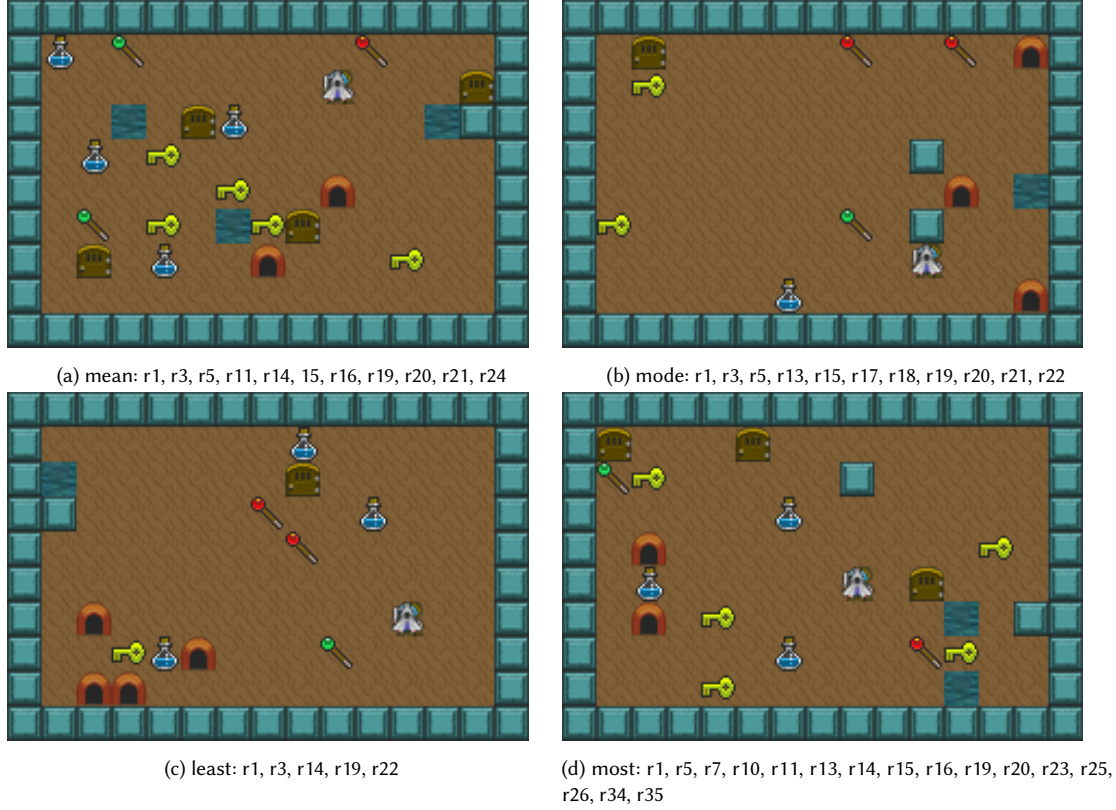 (a) mean: r1, r3, r5, r11, r14, 15, r16, r19, r20, r21, r24
(b) mode: r1, r3, r5, r13, r15, r17, r18, r19, r20, r21, r22
(c) least: r1, r3, r14, r19, r22
(d) most: r1, r5, r7, r10, r11, r13, r14, r15, r16, r19, r20, r23, r25,
r26, r34, r35